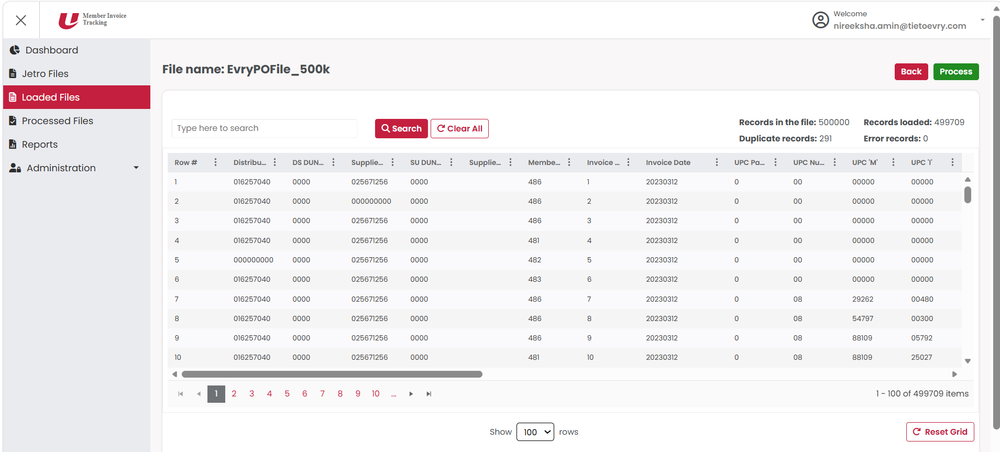 Member Invoice
Tracking
Welcome
nireeksha.amin@tietoevry.com
Dashboard
Jetro Files
Loaded Files
Processed Files
Reports
Administration
File name: EvryPOFile_500k
Back
Process
Type here to search
Search
Clear All
Records in the file: 500000 Records loaded: 499709
Duplicate records: 291 Error records: 0
Row # Distribu... DS DUN... Supplie... SU DUN... Supplie... Membe... Invoice ... Invoice Date UPC Pa... UPC Nu... UPC 'M' UPC 'I'
1 016257040 0000 025671256 0000 486 1 20230312 0 00 00000 00000
2 016257040 0000 000000000 0000 486 2 20230312 0 00 00000 00000
3 016257040 0000 025671256 0000 486 3 20230312 0 00 00000 00000
4 016257040 0000 025671256 0000 481 4 20230312 0 00 00000 00000
5 000000000 0000 025671256 0000 482 5 20230312 0 00 00000 00000
6 016257040 0000 025671256 0000 483 6 20230312 0 00 00000 00000
7 016257040 0000 025671256 0000 486 7 20230312 0 08 29262 00480
8 016257040 0000 025671256 0000 486 8 20230312 0 08 54797 00300
9 016257040 0000 025671256 0000 486 9 20230312 0 08 88109 05792
10 016257040 0000 025671256 0000 481 10 20230312 0 08 88109 25027
1 2 3 4 5 6 7 8 9 10 ... 1 - 100 of 499709 items
Show 100 rows
Reset Grid